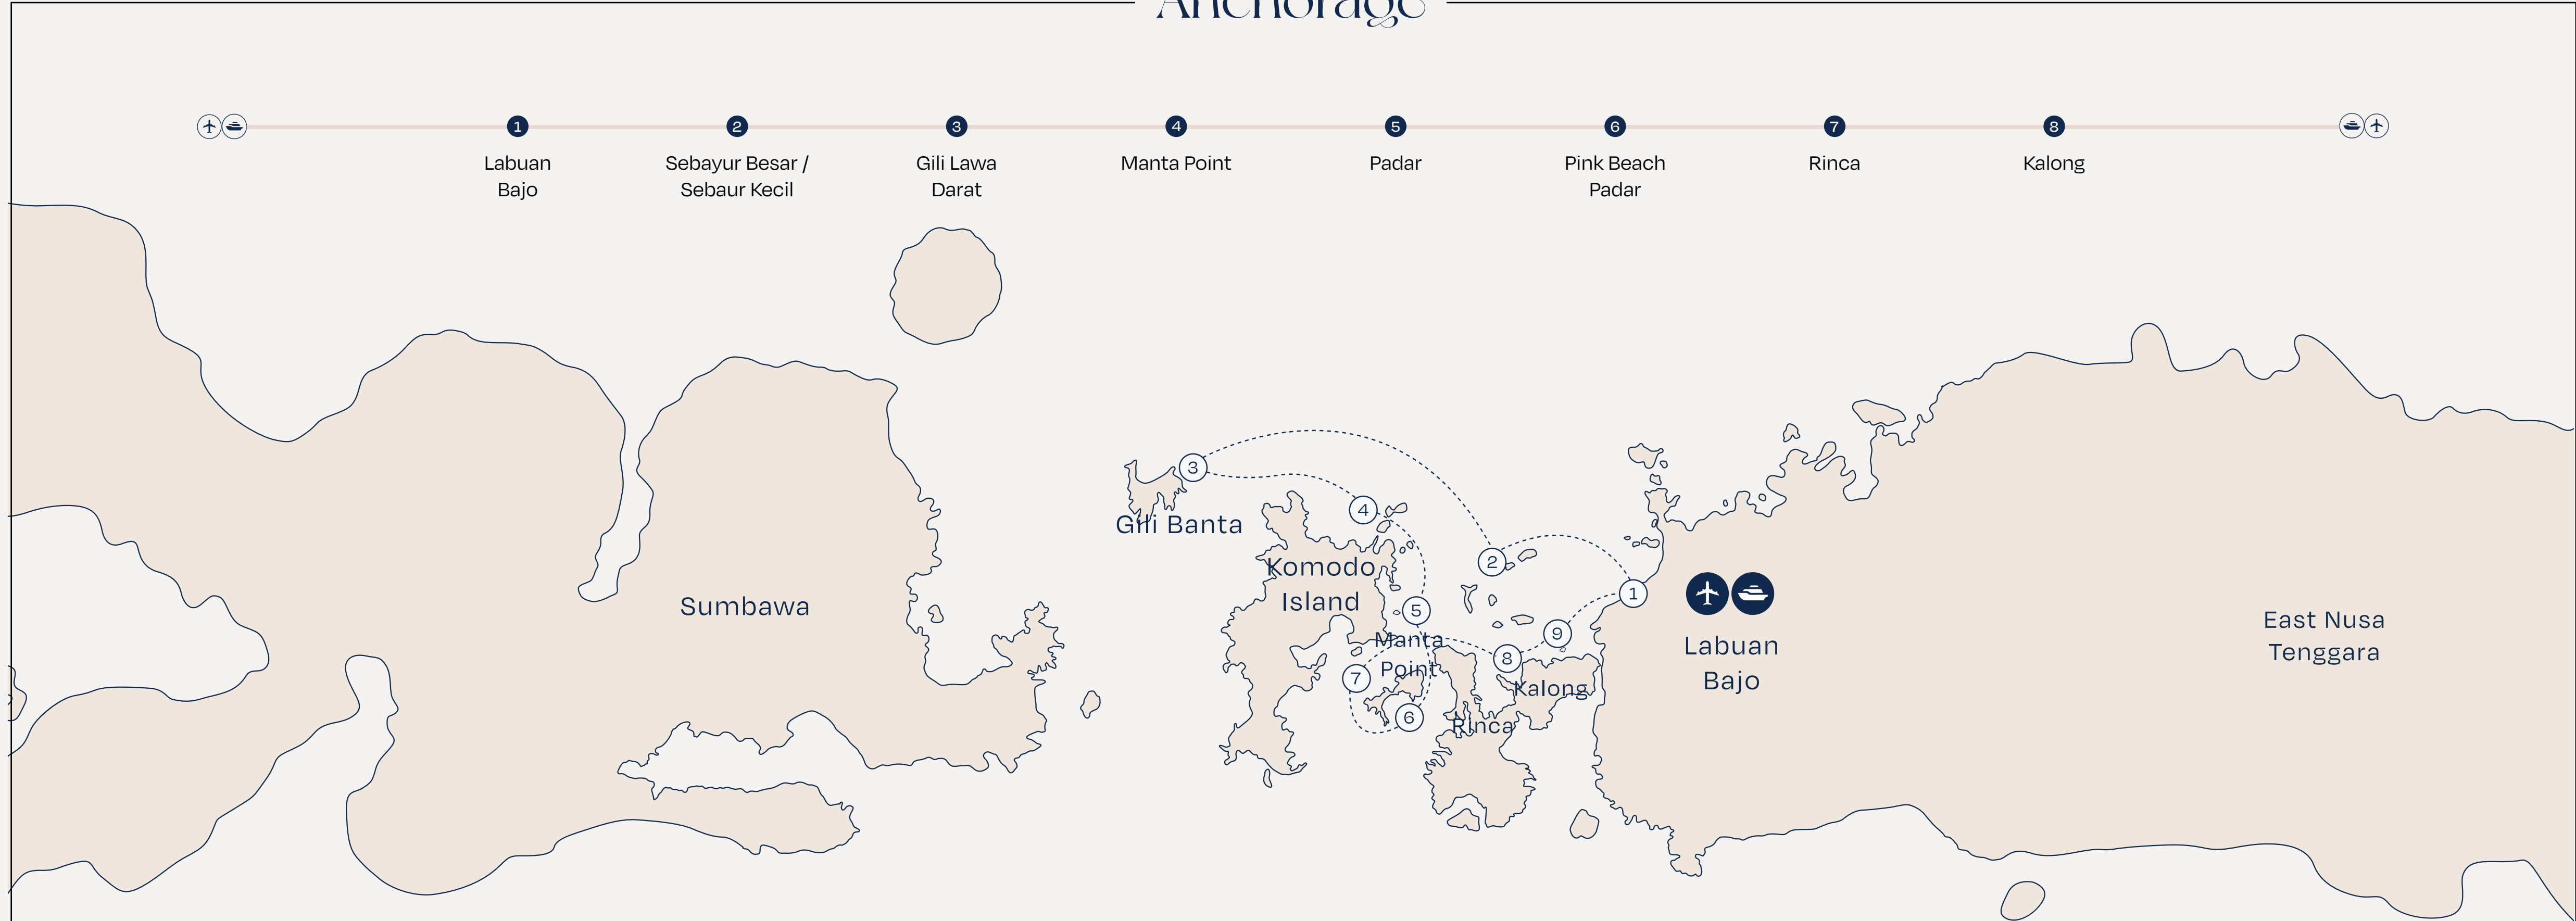 Anchorage
1 2 3 4 5 6 7 8
Labuan
Bajo
Sebayur Besar /
Sebaur Kecil
Gili Lawa
Darat
Manta Point
Padar
Pink Beach
Padar
Rinca
Kalong
3
4
Gili Banta
2
Komodo
Island
1
5
Sumbawa
9
Manta
Point
8
7
6
Kalong
Rinca
Labuan
Bajo
East Nusa
Tenggara